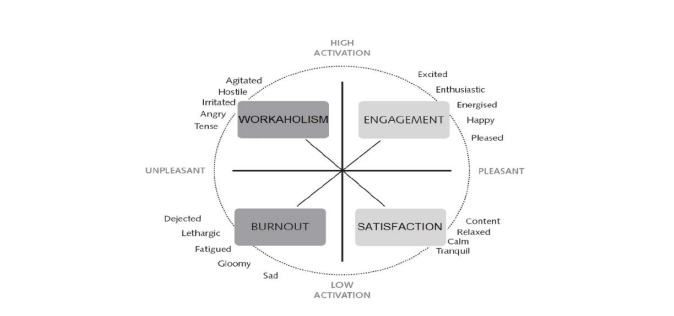 HIGH
ACTIVATION
Agitated
Hostile
Irritated
Angry
Tense
Excited
Enthusiastic
Energised
Happy
Pleased
WORKAHOLISM
ENGAGEMENT
UNPLEASANT
PLEASANT
BURNOUT
SATISFACTION
Dejected
Lethargic
Fatigued
Gloomy
Sad
Content
Relaxed
Calm
Tranquil
LOW
ACTIVATION